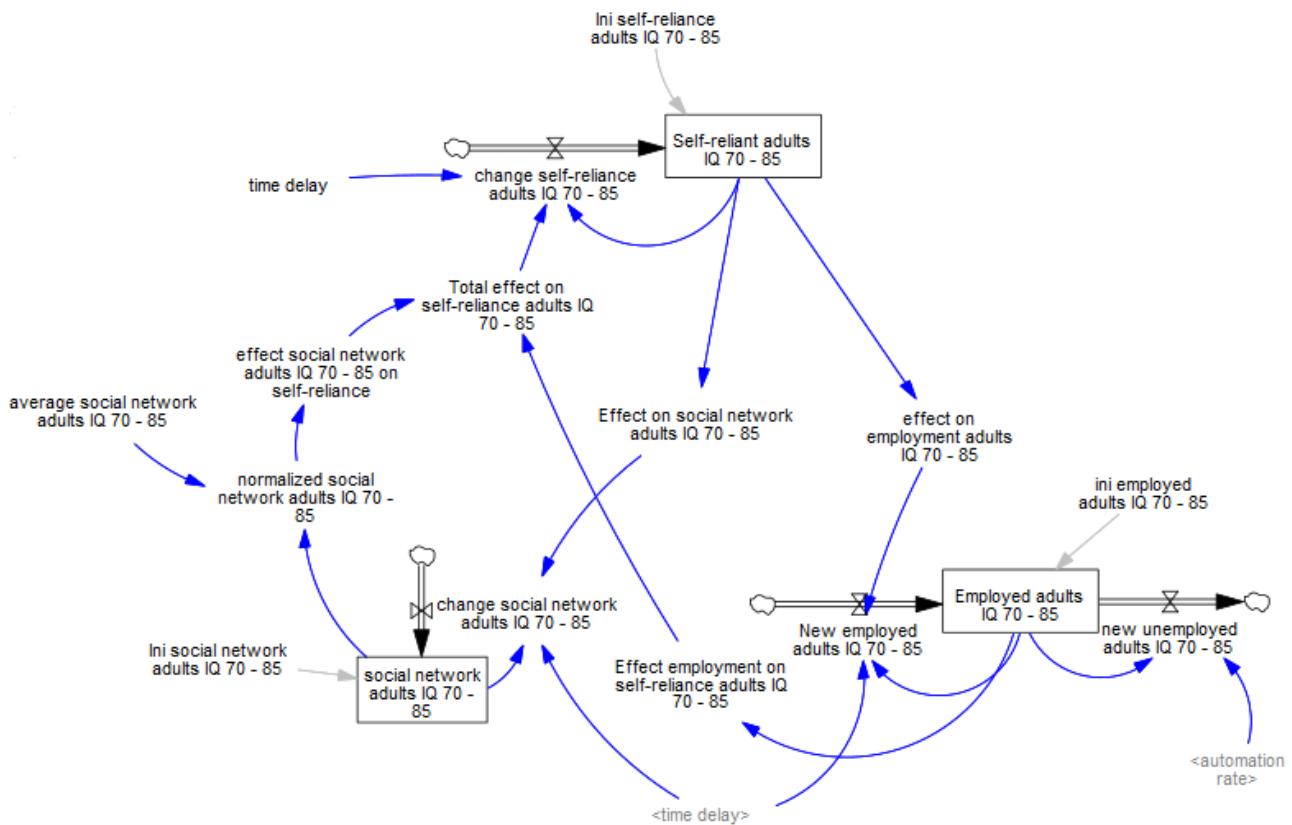 Ini self-reliance
adults IQ 70 - 85
Self-reliant adults
IQ 70 - 85
time delay
change self-reliance
adults IQ 70 - 85
Total effect on
self-reliance adults IQ
70 - 85
effect social network
adults IQ 70 - 85 on
self-reliance
average social network
adults IQ 70 - 85
Effect on social network
adults IQ 70 - 85
effect on
employment adults
IQ 70 - 85
normalized social
network adults IQ 70 -
85
ini employed
adults IQ 70 - 85
change social network
adults IQ 70 - 85
Employed adults
IQ 70 - 85
New employed
adults IQ 70 - 85
new unemployed
adults IQ 70 - 85
Ini social network
adults IQ 70 - 85
social network
adults IQ 70 -
85
Effect employment on
self-reliance adults IQ
70 - 85
<automation
rate>
<time delay>